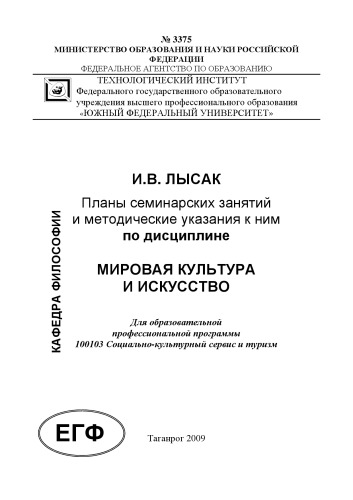 № 3375
МИНИСТЕРСТВО ОБРАЗОВАНИЯ И НАУКИ РОССИЙСКОЙ
ФЕДЕРАЦИИ
ФЕДЕРАЛЬНОЕ АГЕНТСТВО ПО ОБРАЗОВАНИЮ
ТЕХНОЛОГИЧЕСКИЙ ИНСТИТУТ
Федерального государственного образовательного
учреждения высшего профессионального образования
«ЮЖНЫЙ ФЕДЕРАЛЬНЫЙ УНИВЕРСИТЕТ»
И.В. ЛЫСАК
Планы семинарских занятий
и методические указания к ним
по дисциплине
МИРОВАЯ КУЛЬТУРА
И ИСКУССТВО
КАФЕДРА ФИЛОСОФИИ
Для образовательной
профессиональной программы
100103 Социально-культурный сервис и туризм
ЕГФ
Таганрог 2009